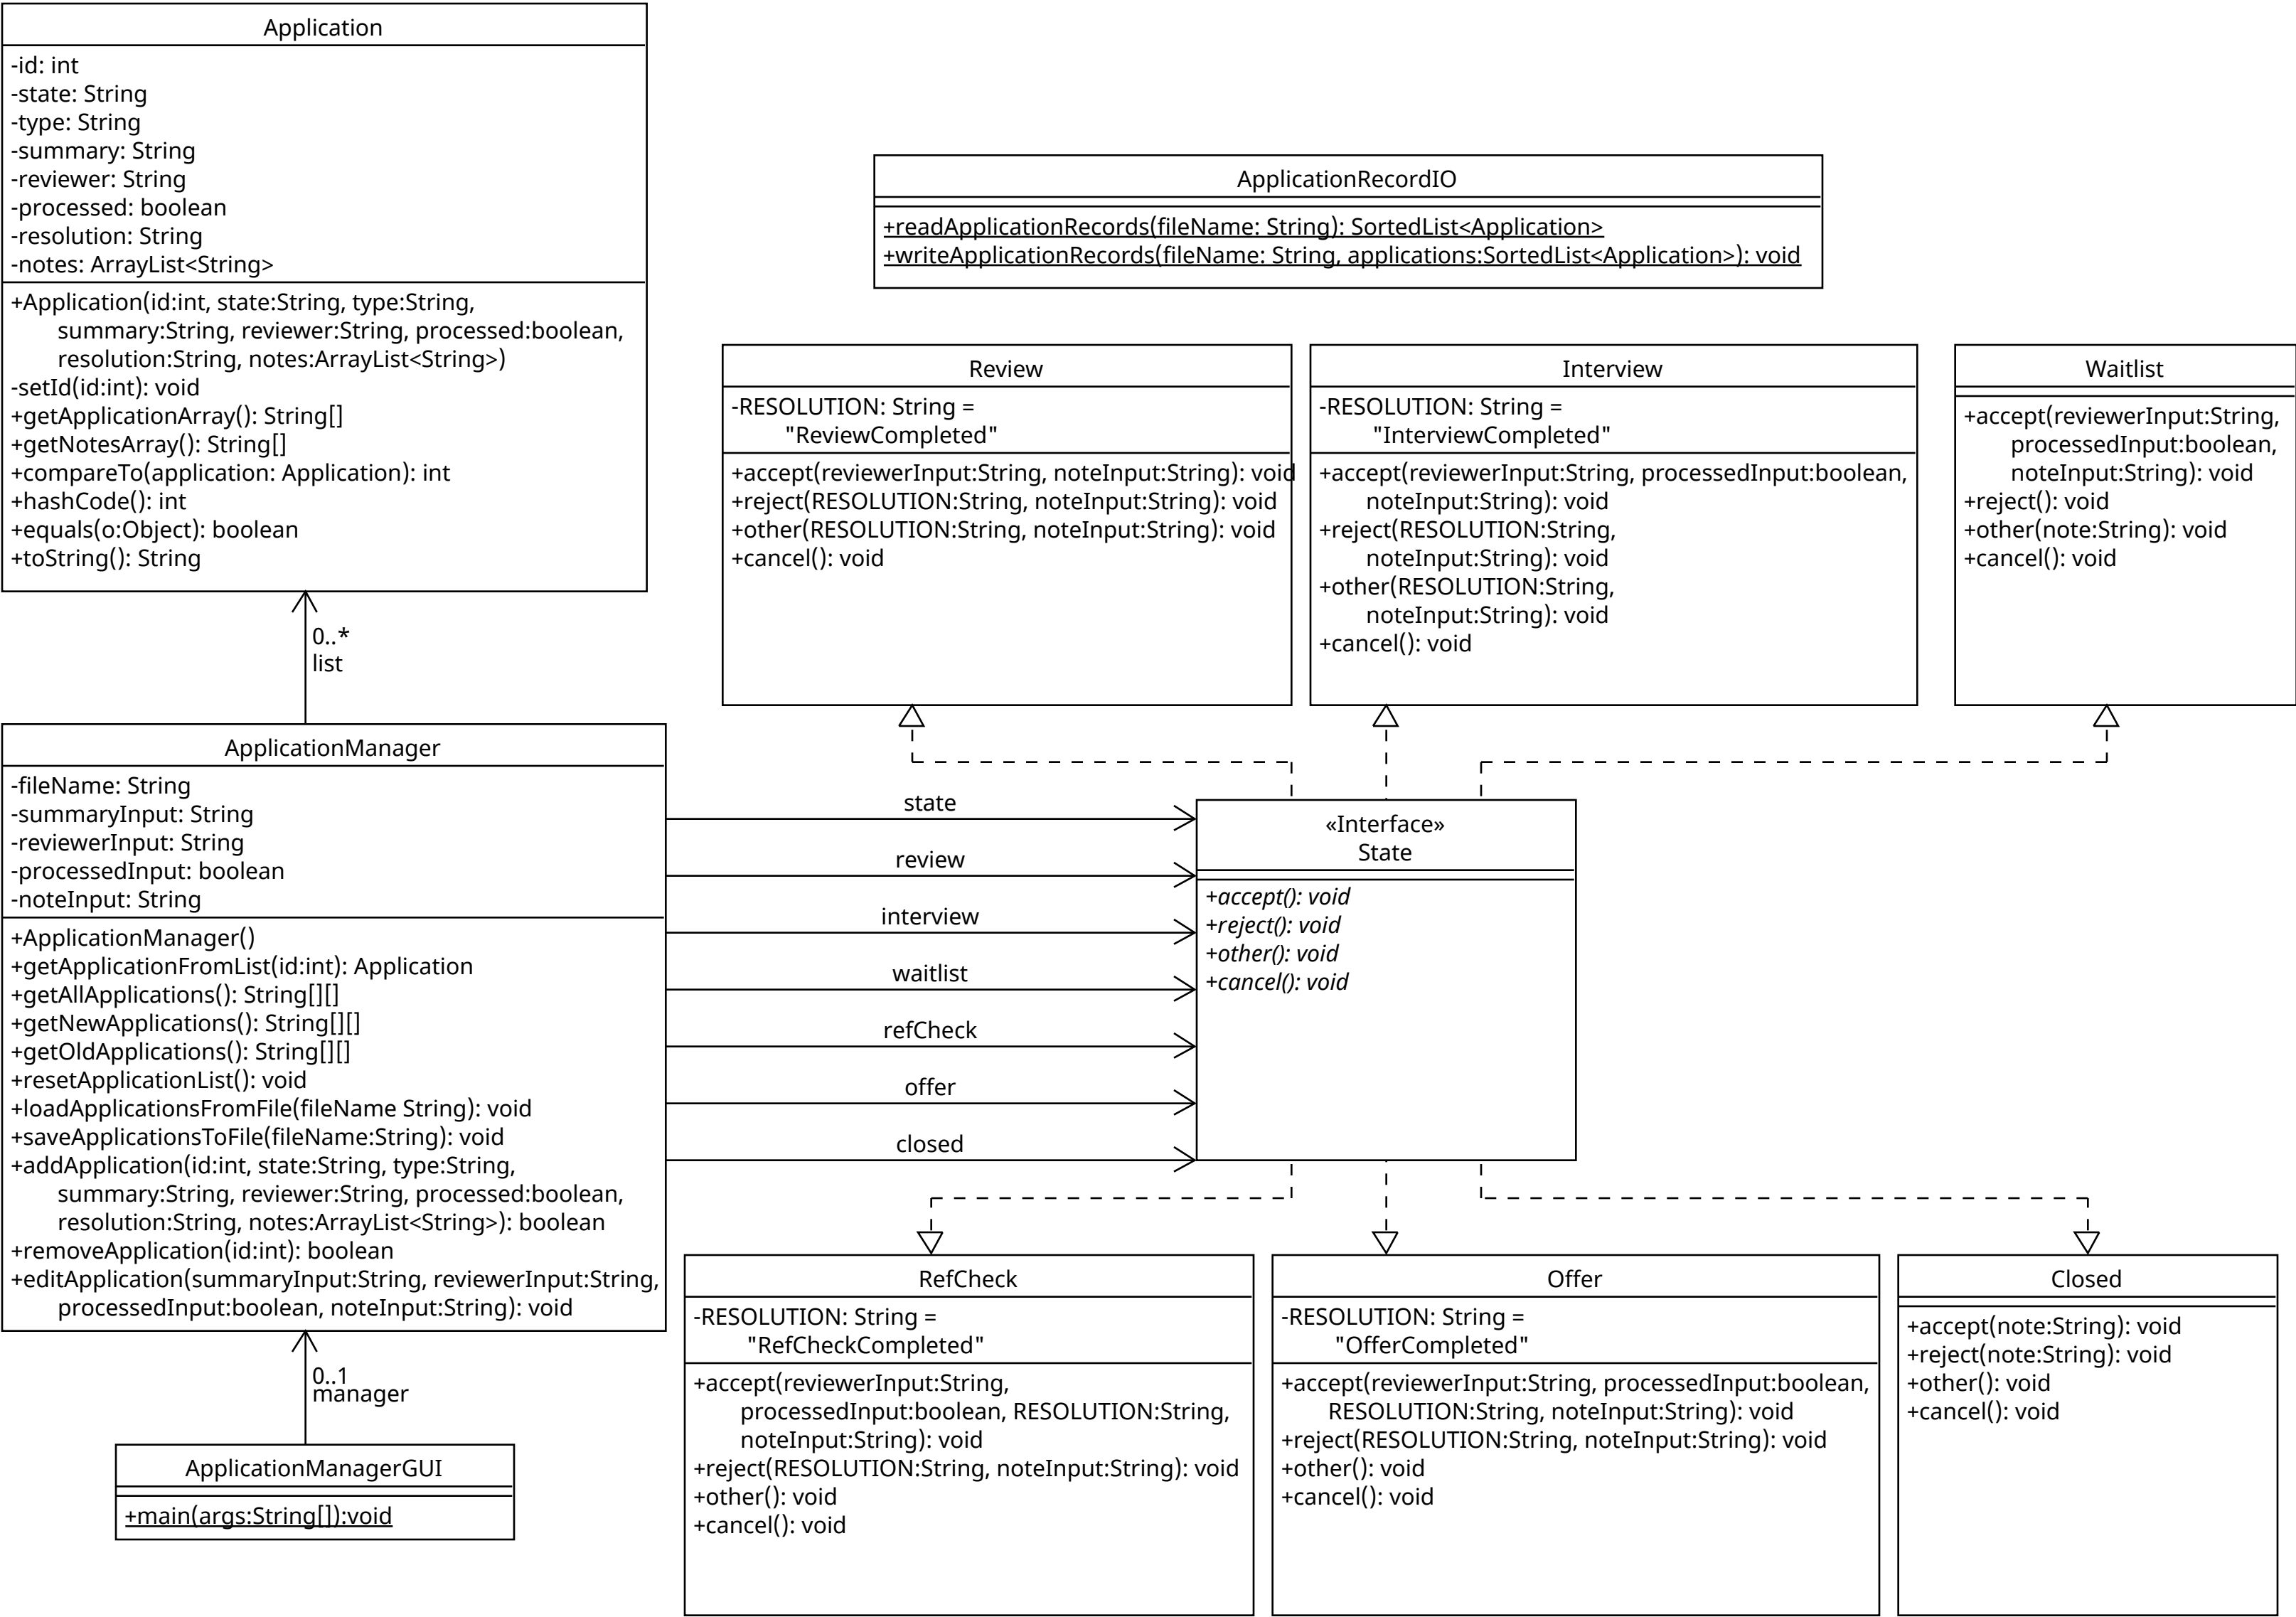 Application
-id: int
-state: String
-type: String
-summary: String
-reviewer: String
-processed: boolean
-resolution: String
-notes: ArrayList<String>
+Application(id:int, state:String, type:String,
summary:String, reviewer:String, processed:boolean,
resolution:String, notes:ArrayList<String>)
-setId(id:int): void
+getApplicationArray(): String[]
+getNotesArray(): String[]
+compareTo(application: Application): int
+hashCode(): int
+equals(o:Object): boolean
+toString(): String
0..*
list
ApplicationRecordIO
+readApplicationRecords(fileName: String): SortedList<Application>
+writeApplicationRecords(fileName: String, applications:SortedList<Application>): void
Review
-RESOLUTION: String =
"ReviewCompleted"
+accept(reviewerInput:String, noteInput:String): void
+reject(RESOLUTION:String, noteInput:String): void
+other(RESOLUTION:String, noteInput:String): void
+cancel(): void
Interview
-RESOLUTION: String =
"InterviewCompleted"
+accept(reviewerInput:String, processedInput:boolean,
noteInput:String): void
+reject(RESOLUTION:String,
noteInput:String): void
+other(RESOLUTION:String,
noteInput:String): void
+cancel(): void
Waitlist
+accept(reviewerInput:String,
processedInput:boolean,
noteInput:String): void
+reject(): void
+other(note:String): void
+cancel(): void
ApplicationManager
-fileName: String
-summaryInput: String
-reviewerInput: String
-processedInput: boolean
-noteInput: String
+ApplicationManager()
+getApplicationFromList(id:int): Application
+getAllApplications(): String[][]
+getNewApplications(): String[][]
+getOldApplications(): String[][]
+resetApplicationList(): void
+loadApplicationsFromFile(fileName String): void
+saveApplicationsToFile(fileName:String): void
+addApplication(id:int, state:String, type:String,
summary:String, reviewer:String, processed:boolean,
resolution:String, notes:ArrayList<String>): boolean
+removeApplication(id:int): boolean
+editApplication(summaryInput:String, reviewerInput:String,
processedInput:boolean, noteInput:String): void
state
review
interview
waitlist
refCheck
offer
closed
«Interface»
State
+accept(): void
+reject(): void
+other(): void
+cancel(): void
0..1
manager
ApplicationManagerGUI
+main(args:String[]):void
RefCheck
-RESOLUTION: String =
"RefCheckCompleted"
+accept(reviewerInput:String,
processedInput:boolean, RESOLUTION:String,
noteInput:String): void
+reject(RESOLUTION:String, noteInput:String): void
+other(): void
+cancel(): void
Offer
-RESOLUTION: String =
"OfferCompleted"
+accept(reviewerInput:String, processedInput:boolean,
RESOLUTION:String, noteInput:String): void
+reject(RESOLUTION:String, noteInput:String): void
+other(): void
+cancel(): void
Closed
+accept(note:String): void
+reject(note:String): void
+other(): void
+cancel(): void